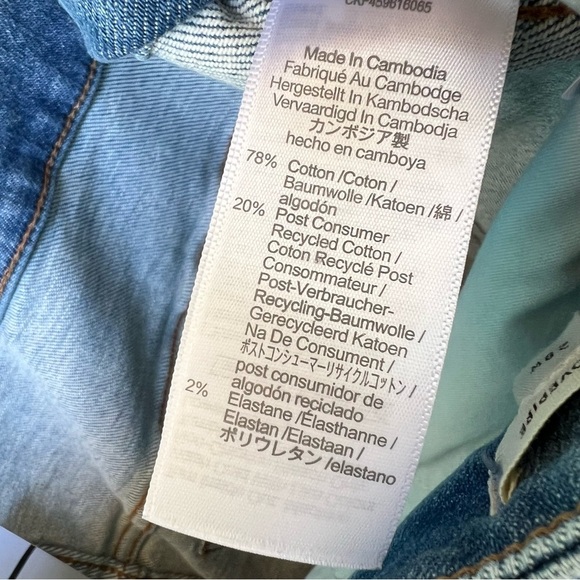 CKP459616065
Made In Cambodia
Fabriqué Au Cambodge
Hergestellt In Kambodscha
Vervaardigd In Cambodja
カンボジア製
hecho en camboya
78% Cotton /Coton /
Baumwolle /Katoen /綿 /
algodón
20% Post Consumer
Recycled Cotton /
Coton Recyclé Post
Consommateur /
Post-Verbraucher-
Recycling-Baumwolle /
Gerecycleerd Katoen
Na De Consument /
ポストコンシューマーリサイクルコットン /
post consumidor de
algodón reciclado
2% Elastane /Élasthanne /
Elastan /Elastaan /
ポリウレタン /elastano
28W